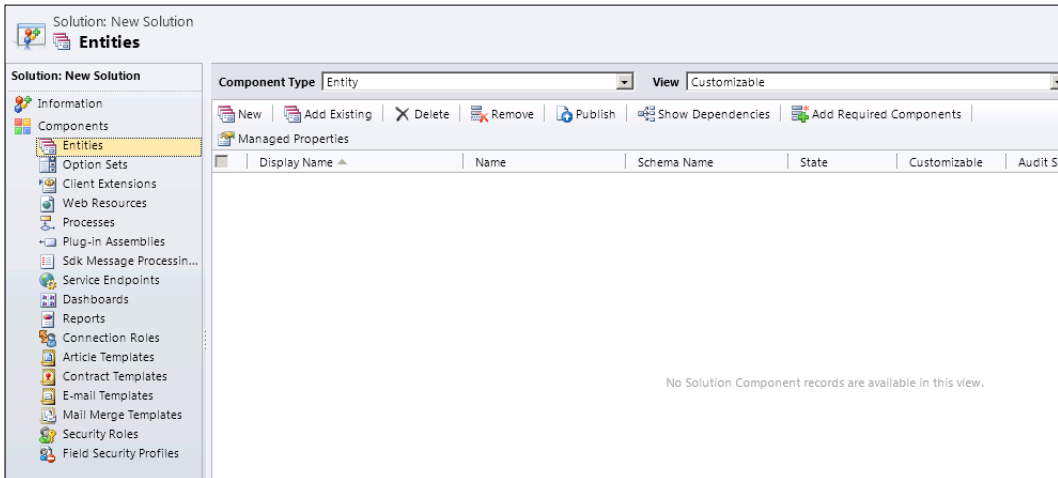 Solution: New Solution
Entities
Solution: New Solution
Information
Components
Entities
Option Sets
Client Extensions
Web Resources
Processes
Plug-in Assemblies
Sdk Message Processin...
Service Endpoints
Dashboards
Reports
Connection Roles
Article Templates
Contract Templates
E-mail Templates
Mail Merge Templates
Security Roles
Field Security Profiles
Component Type Entity View Customizable
New Add Existing Delete Remove Publish Show Dependencies Add Required Components
Managed Properties
Display Name Name Schema Name State Customizable Audit S
No Solution Component records are available in this view.